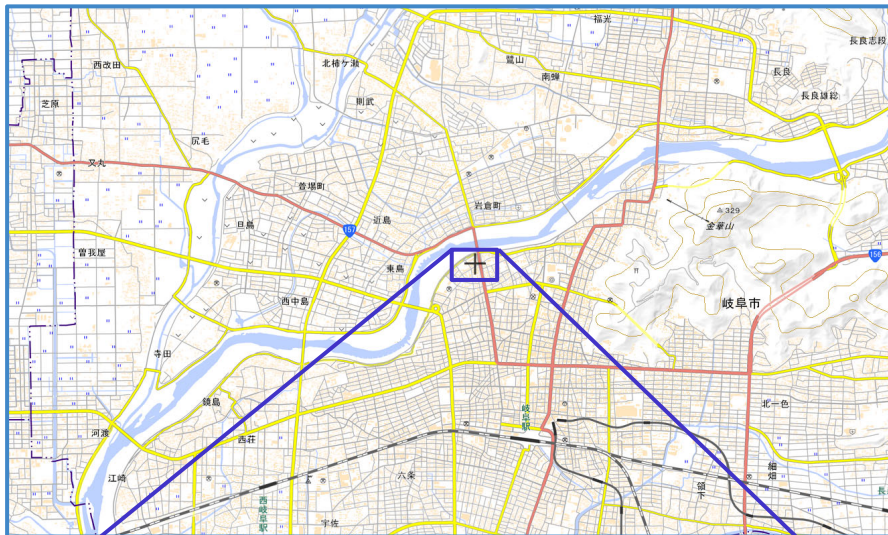 福光
鷺山
長良志段
西改田
北柿ケ瀬
南蝉
長良
芝原
則武
長良雄総
尻毛
又丸
菅場町
岩倉町
近島
旦島
329
金華山
157
曽我屋
東島
156
西中島
岐阜市
寺田
鏡島
北一色
岐阜駅
河渡
西荘
江崎
六条
細畑
領下
西岐阜駅
宇佐